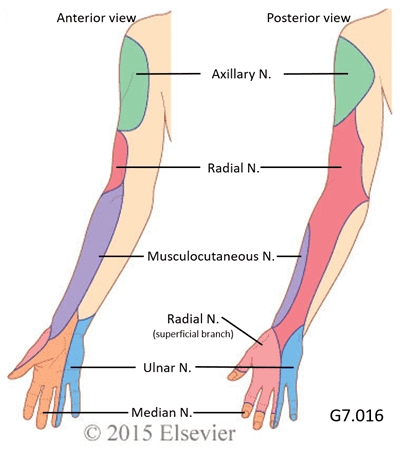 Anterior view
Posterior view
Axillary N.
Radial N.
Musculocutaneous N.
Radial N.
(superficial branch)
Ulnar N.
Median N.
G7.016
© 2015 Elsevier